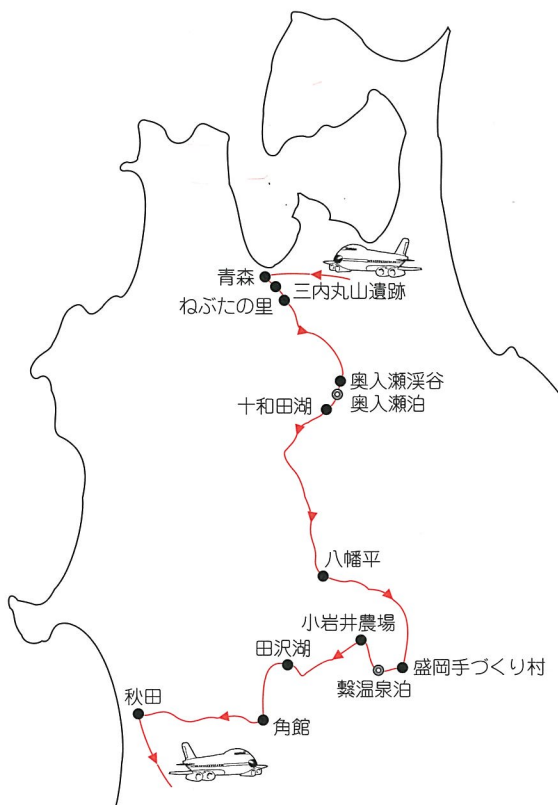 青森
三内丸山遺跡
ねぶたの里
奥入瀬渓谷
奥入瀬泊
十和田湖
八幡平
小岩井農場
田沢湖
盛岡手づくり村
繋温泉泊
秋田
角館